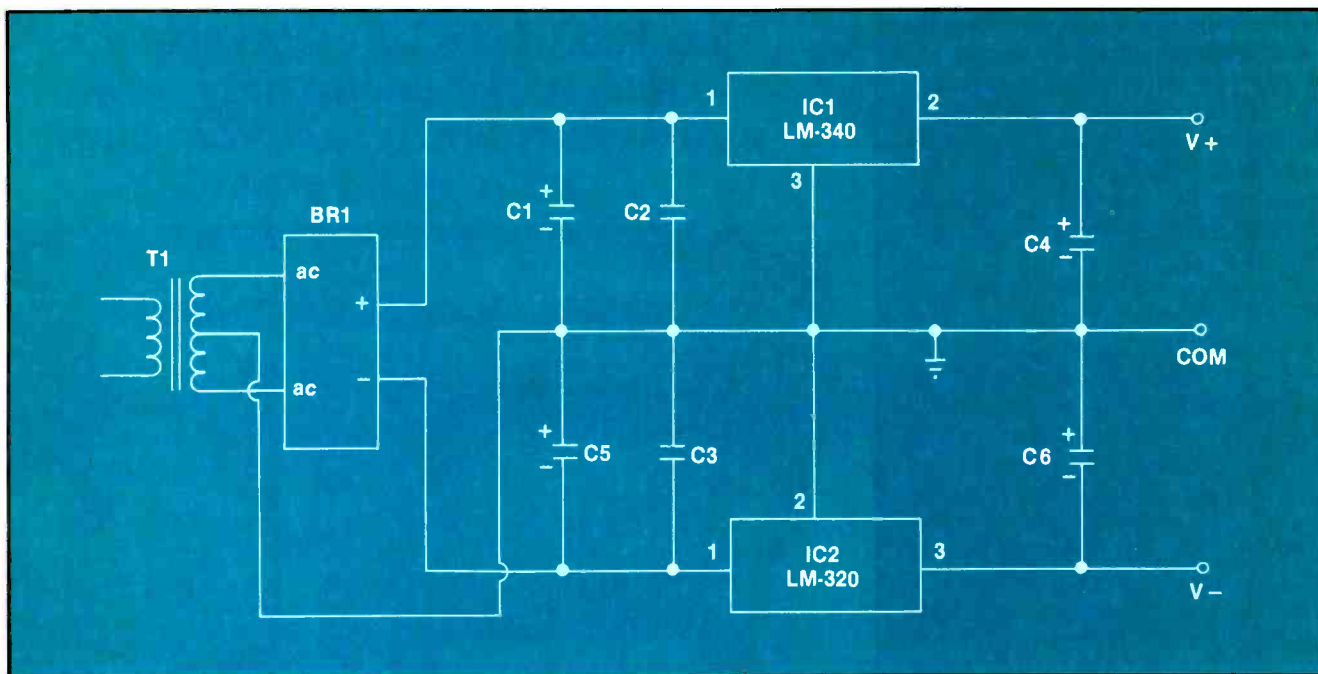 1
IC1
LM-340
2
V+
3
BR1
+
C1
-
C2
+
C4
-
T1
ac
+
-
ac
COM
+
C5
-
C3
+
C6
-
2
1
IC2
LM-320
3
V-